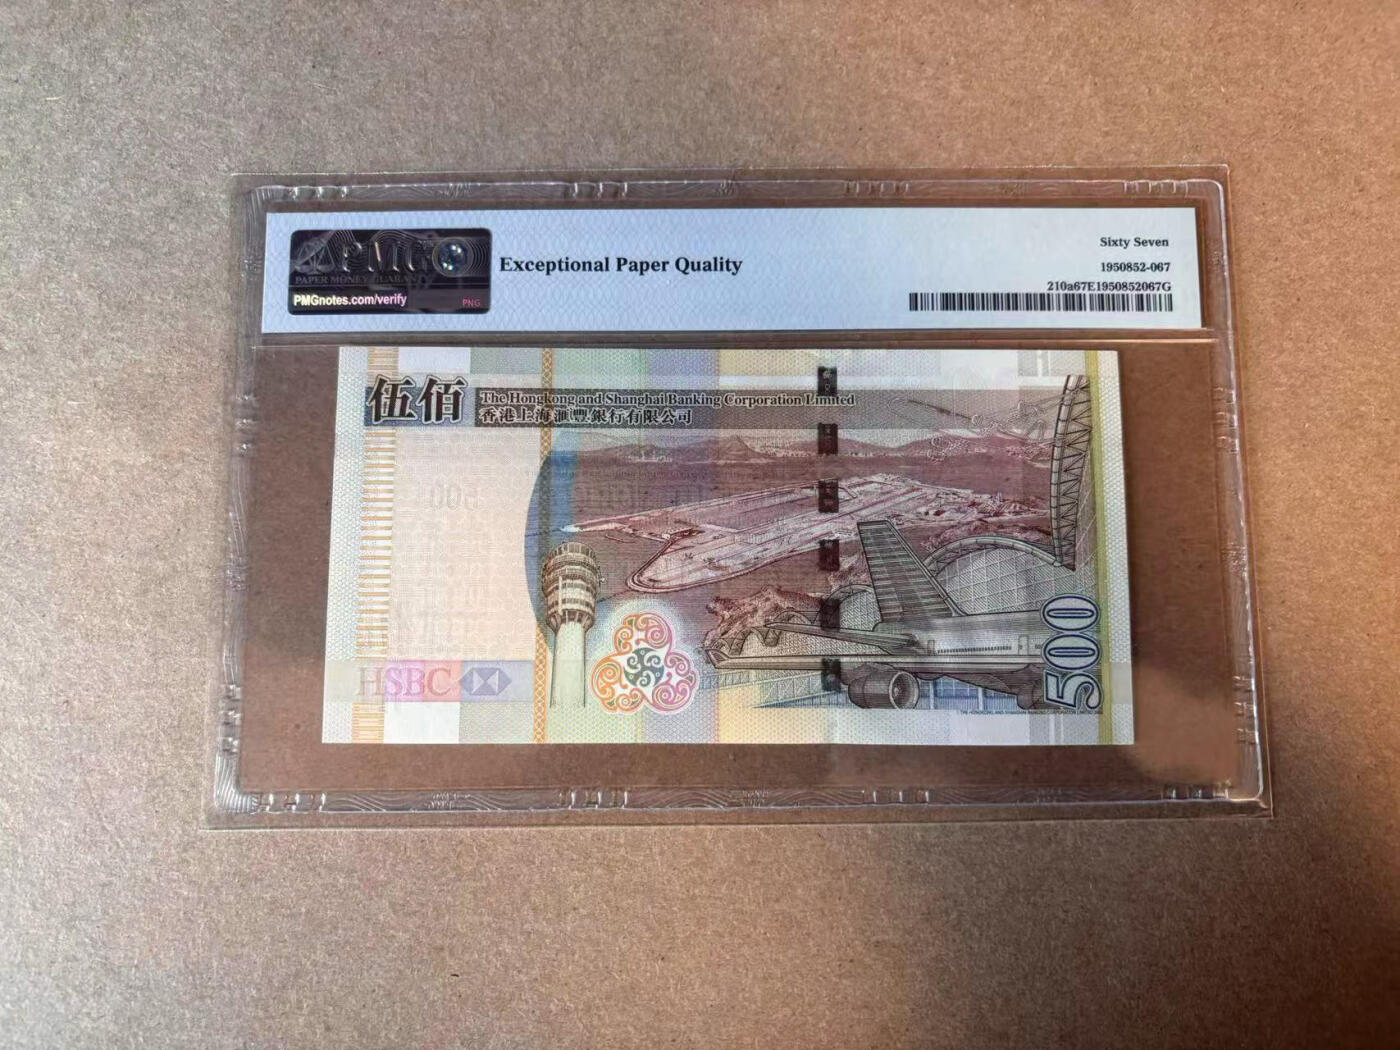 PMG
PAPER MONEY GUARANTY
PMGnotes.com/verify
PNG
Exceptional Paper Quality
Sixty Seven
1950852-067
210a67E1950852067G
伍佰
The Hongkong and Shanghai Banking Corporation Limited
香港上海滙豐銀行有限公司
HSBC
500